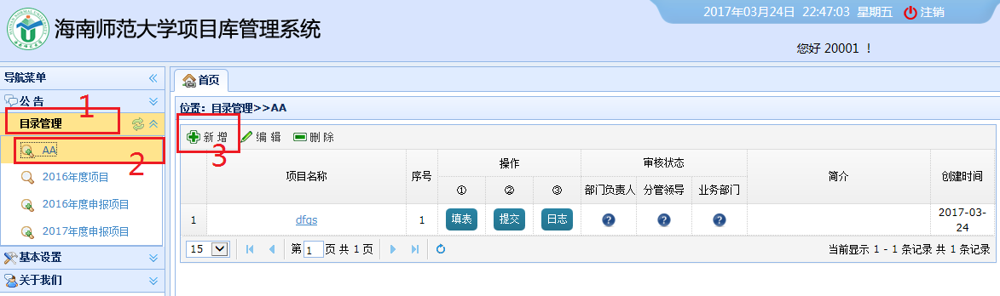 海南师范大学项目库管理系统
2017年03月24日 22:47:03 星期五 注销
您好 20001 ！
导航菜单
公 告
1
目录管理
AA
2
2016年度项目
2016年度申报项目
2017年度申报项目
基本设置
关于我们
首页
位置：目录管理>>AA
新 增 编 辑 删 除
3
项目名称 序号 操作 审核状态 简介 创建时间
① ② ③ 部门负责人 分管领导 业务部门
1 dfgs 1 填表 提交 日志 ? ? ? 2017-03-
24
15 第 1 页 共 1 页 当前显示 1 - 1 条记录 共 1 条记录